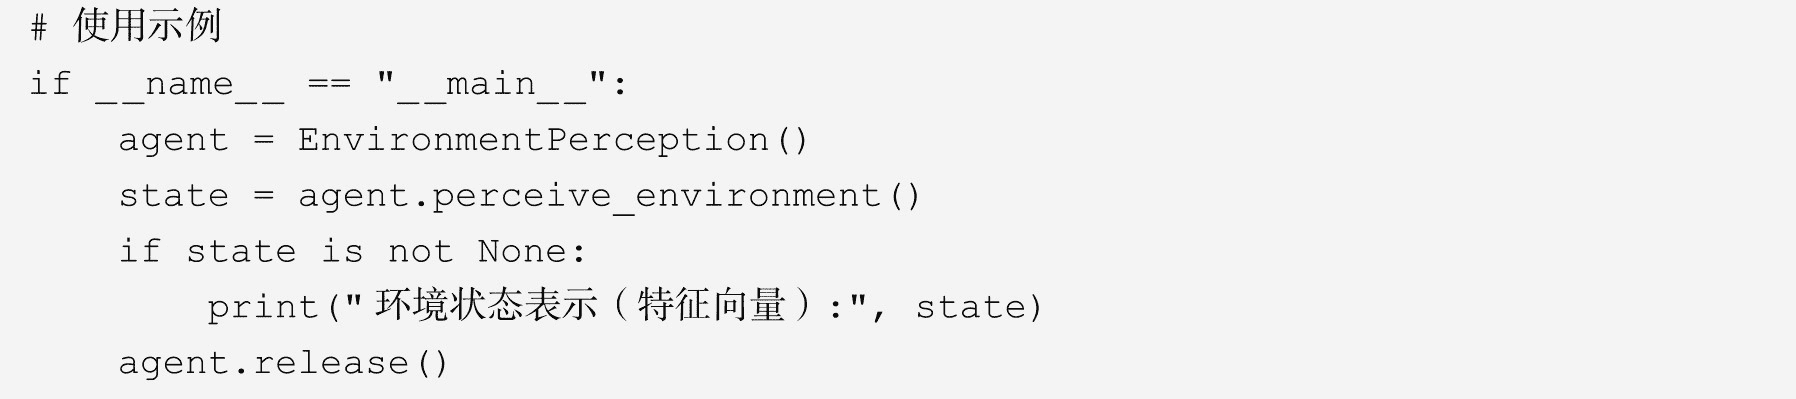 # 使用示例
if __name__ == "__main__":
    agent = EnvironmentPerception()
    state = agent.perceive_environment()
    if state is not None:
        print("环境状态表示（特征向量）:", state)
    agent.release()